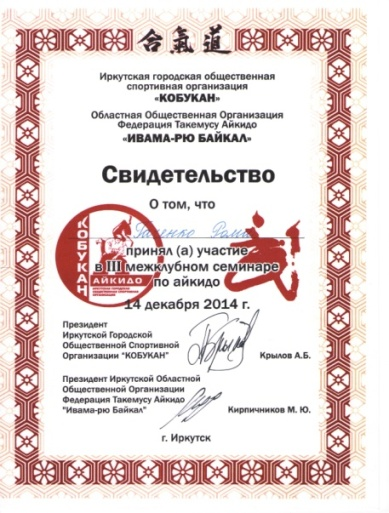 合氣道
Иркутская городская общественная
спортивная организация
«КОБУКАН»
Областная Общественная Организация
Федерация Такемусу Айкидо
«ИВАМА-РЮ БАЙКАЛ»
Свидетельство
О том, что
принял (а) участие
в III межклубном семинаре
по айкидо
14 декабря 2014 г.
КОБУКАН
АЙКИДО
武
Президент
Иркутской Городской
Общественной Спортивной
Организации "КОБУКАН"
Крылов А.Б.
Президент Иркутской Областной
Общественной Организации
Федерация Такемусу Айкидо
"Ивама-рю Байкал"
Кирпичников М. Ю.
г. Иркутск